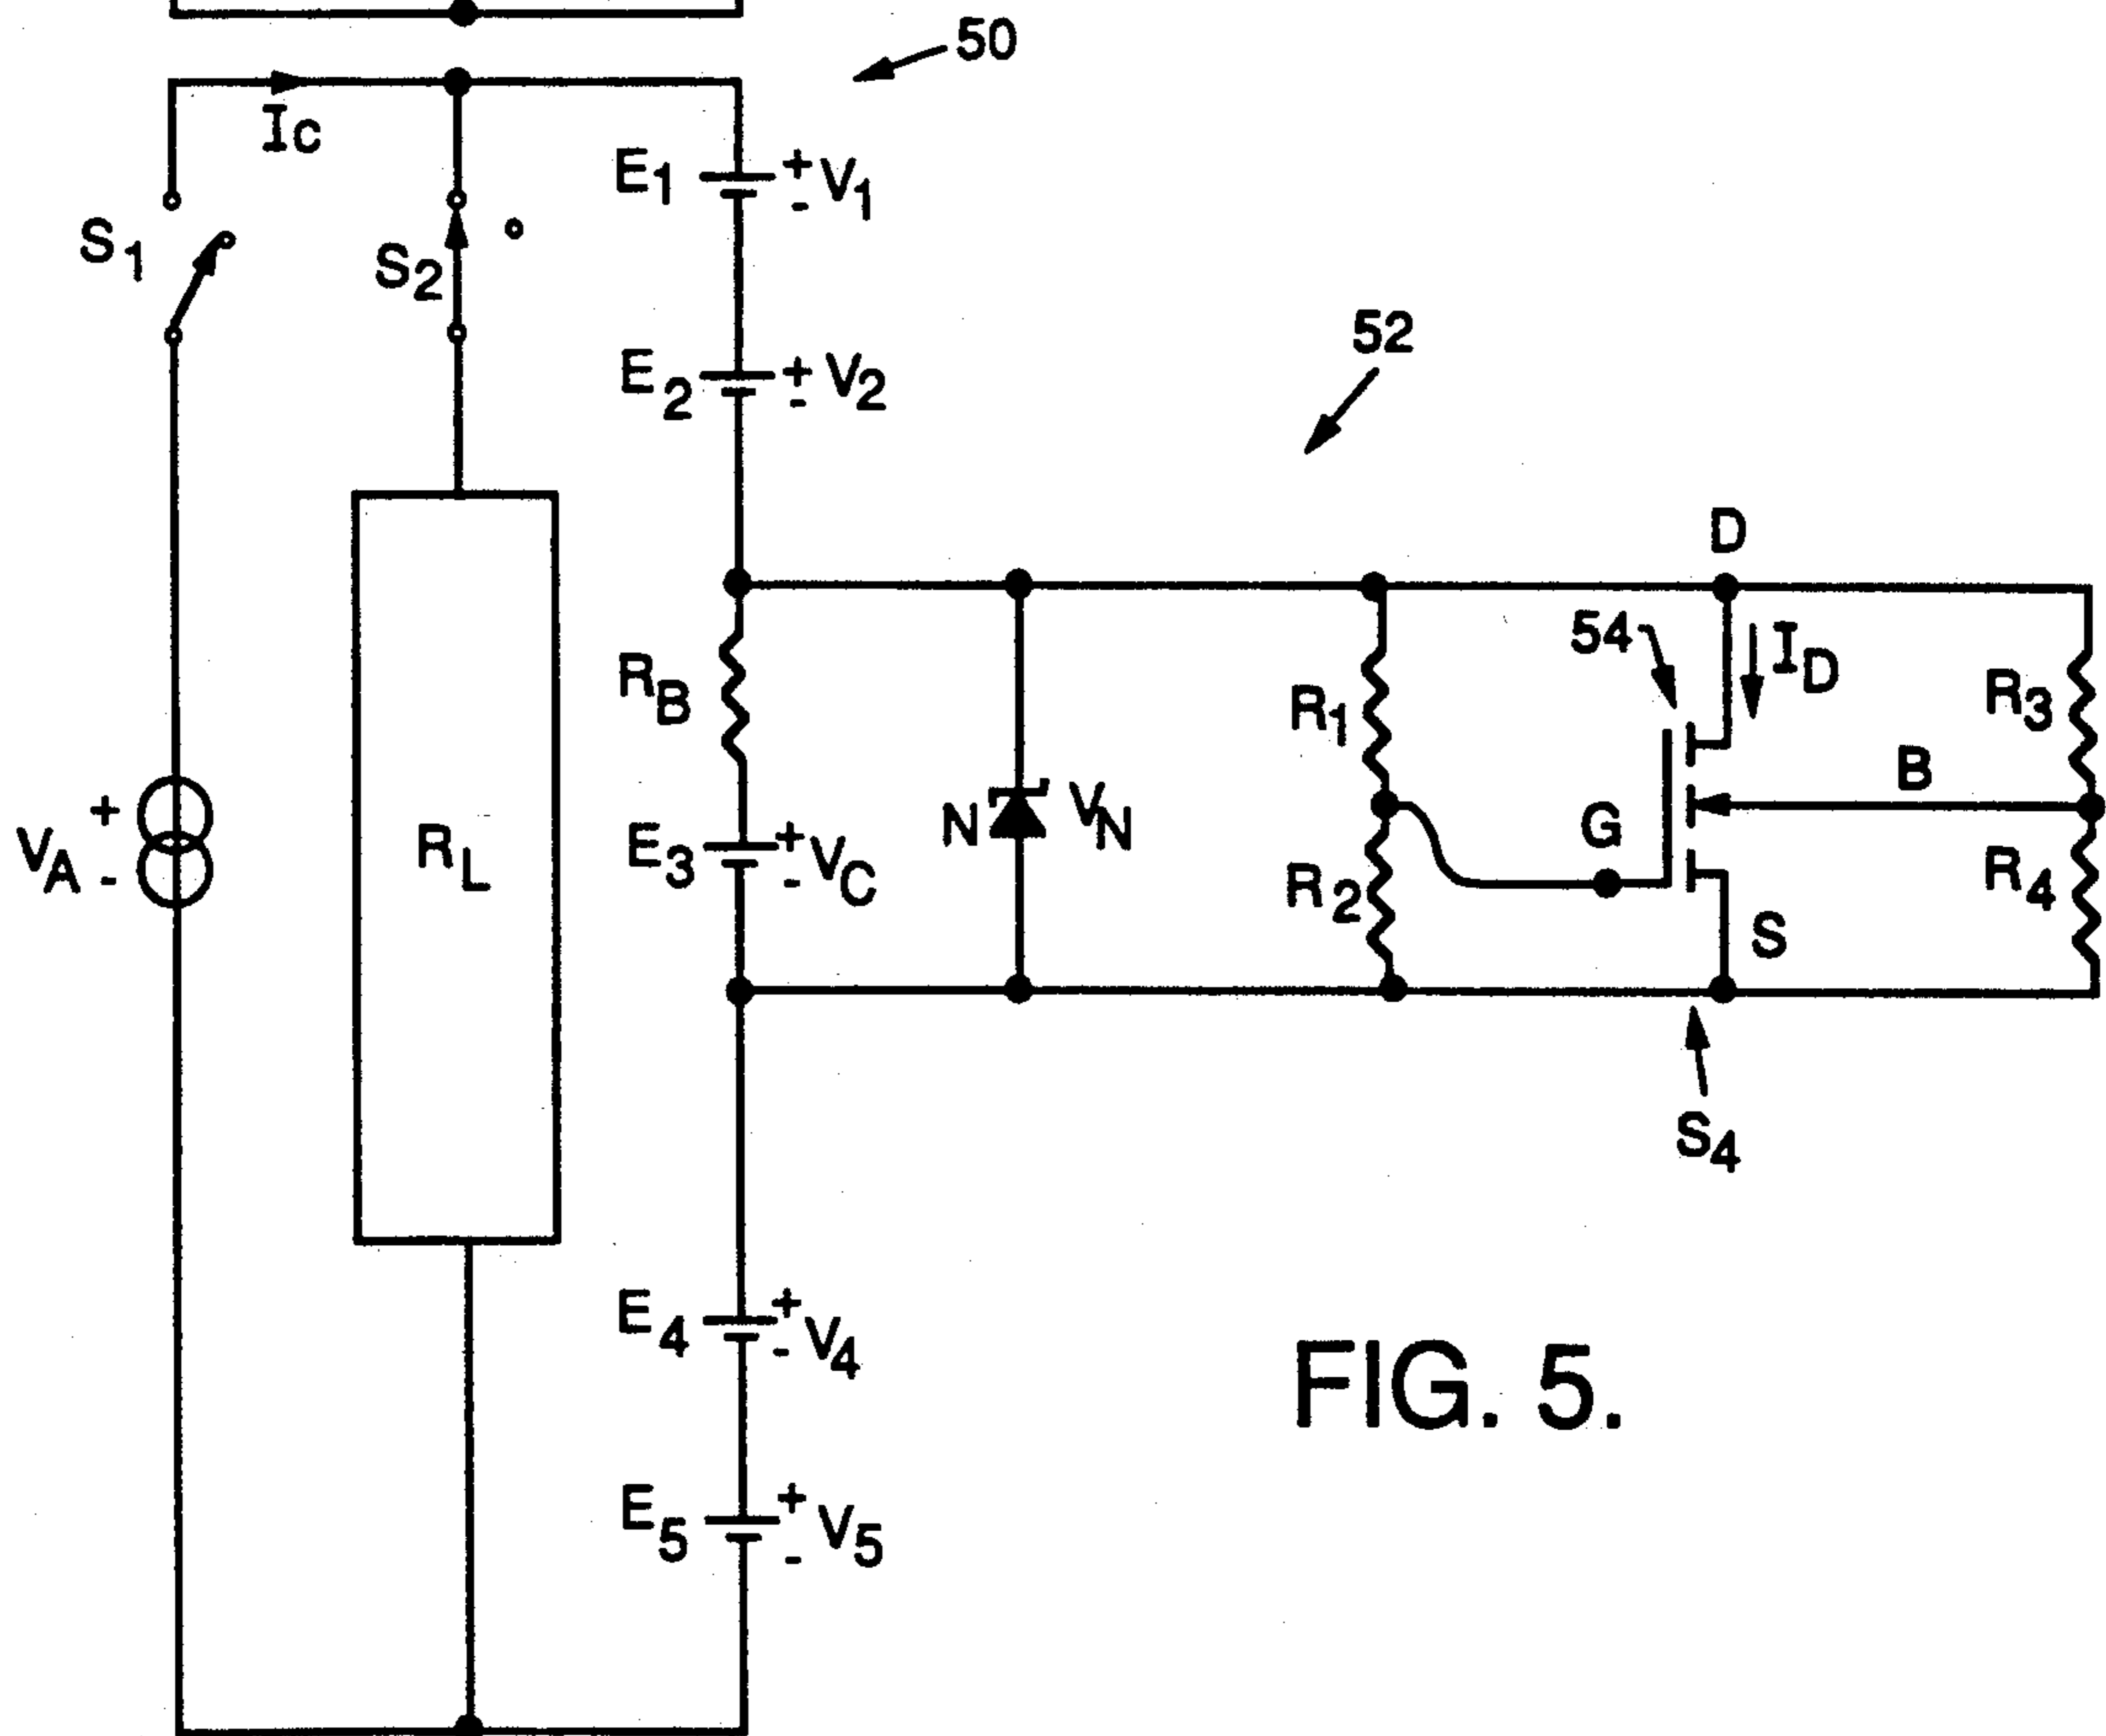 50
Ic
E1 + V1 -
S1
S2
E2 + V2 -
52
D
54
ID
RB
R1
R3
B
VA + -
RL
E3 + VC -
N VN
G
R2
R4
S
S4
E4 + V4 -
FIG. 5.
E5 + V5 -